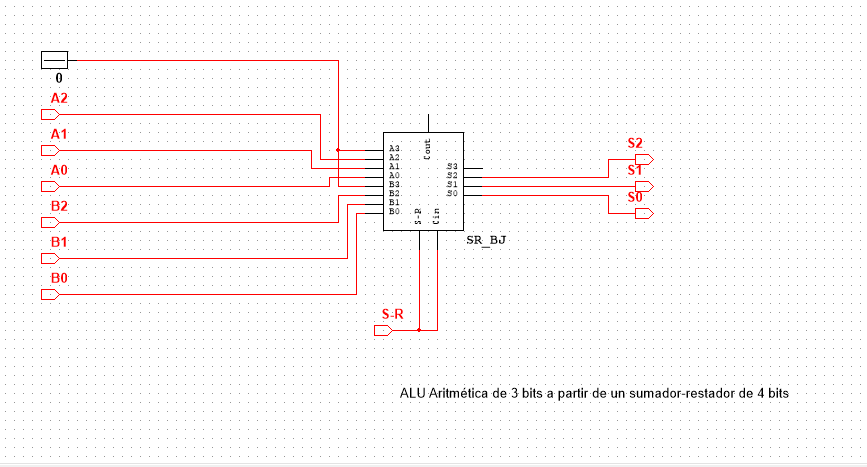 0
A2
A1
A0
B2
B1
B0
A3
A2
A1
A0
B3
B2
B1
B0
Cout
S3
S2
S1
S0
S-R
Cin
SR_BJ
S2
S1
S0
S-R
ALU Aritmética de 3 bits a partir de un sumador-restador de 4 bits